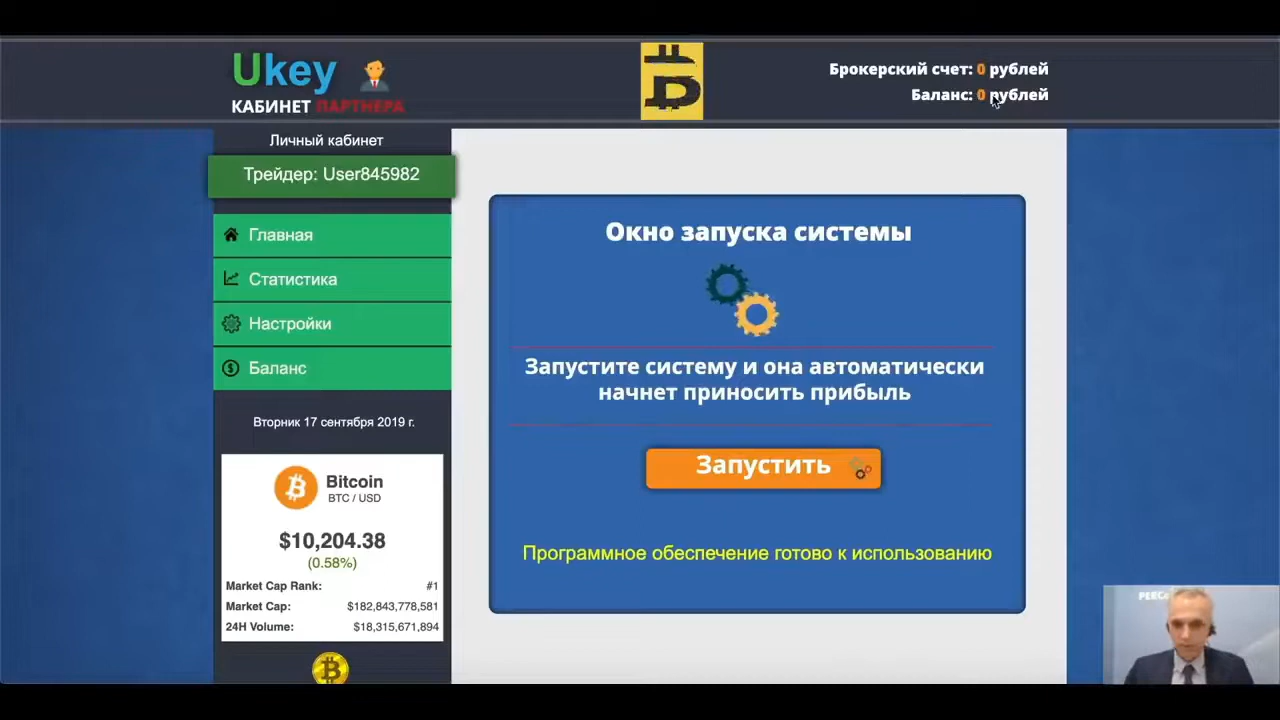 Ukey
КАБИНЕТ ПАРТНЕРА
Брокерский счет: 0 рублей
Баланс: 0 рублей
Личный кабинет
Трейдер: User845982
Главная
Статистика
Настройки
Баланс
Вторник 17 сентября 2019 г.
Bitcoin
BTC / USD
$10,204.38
(0.58%)
Market Cap Rank: #1
Market Cap: $182,843,778,581
24H Volume: $18,315,671,894
Окно запуска системы
Запустите систему и она автоматически
начнет приносить прибыль
Запустить
Программное обеспечение готово к использованию